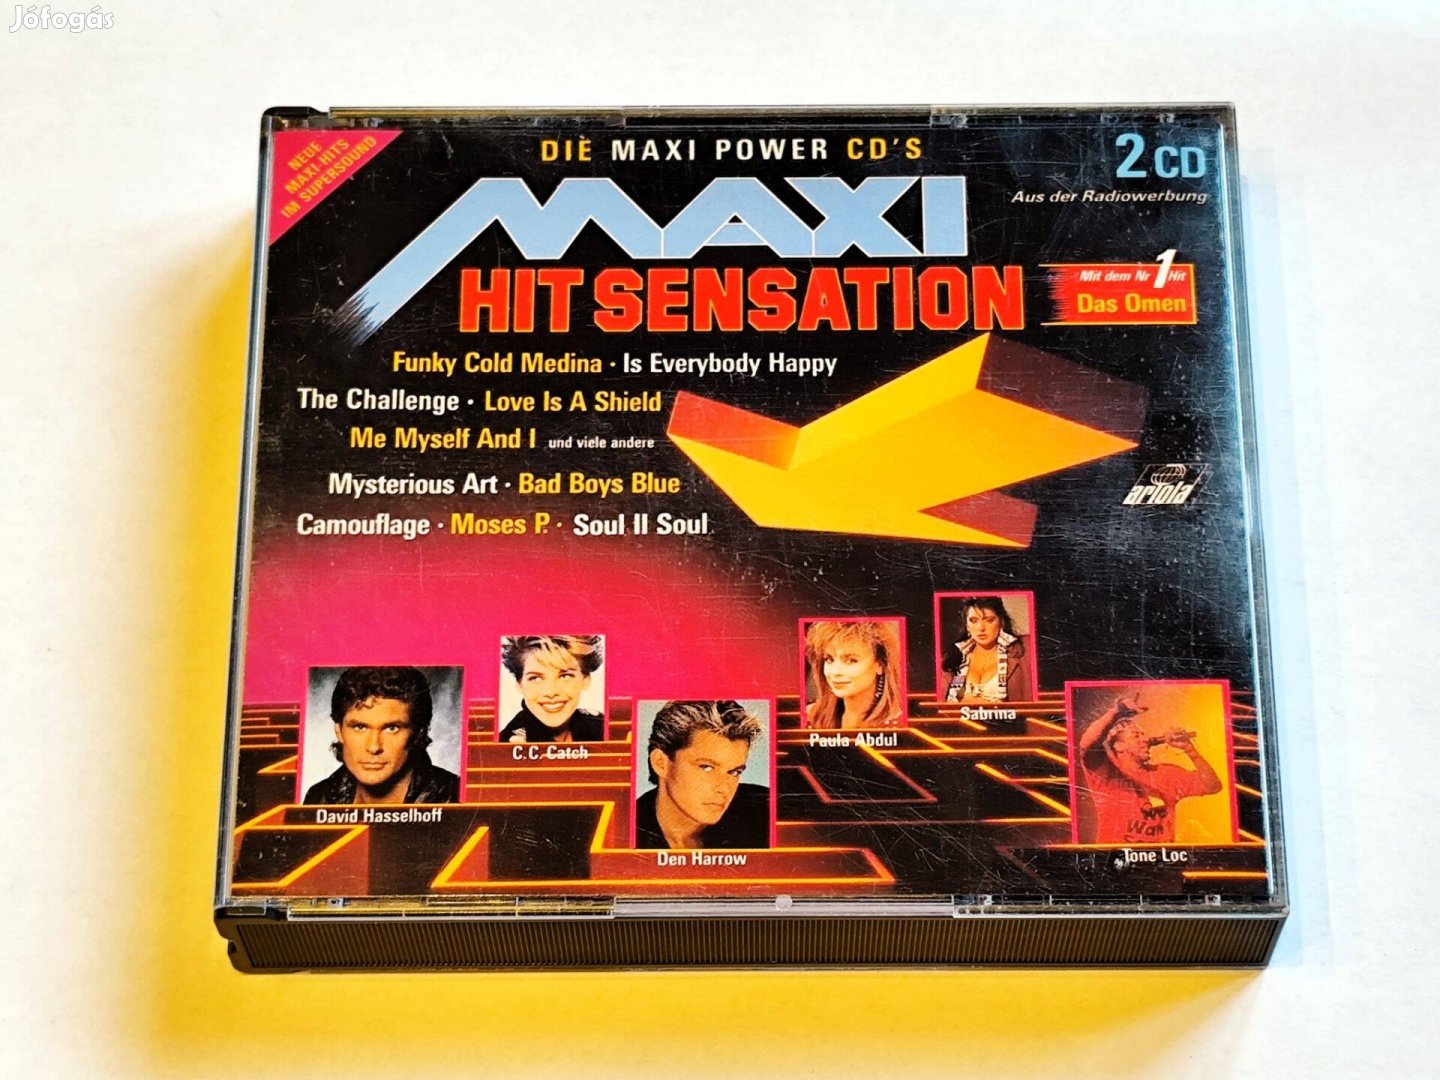 Jófogás
NEUE
MAXI-HITS
IM SUPERSOUND
DIE MAXI POWER CD'S
2 CD
Aus der Radiowerbung
MAXI
HIT SENSATION
Mit dem Nr 1 Hit
Das Omen
Funky Cold Medina · Is Everybody Happy
The Challenge · Love Is A Shield
Me Myself And I und viele andere
Mysterious Art · Bad Boys Blue
Camouflage · Moses P. · Soul II Soul
ariola
David Hasselhoff
C.C. Catch
Den Harrow
Paula Abdul
Sabrina
Tone Loc